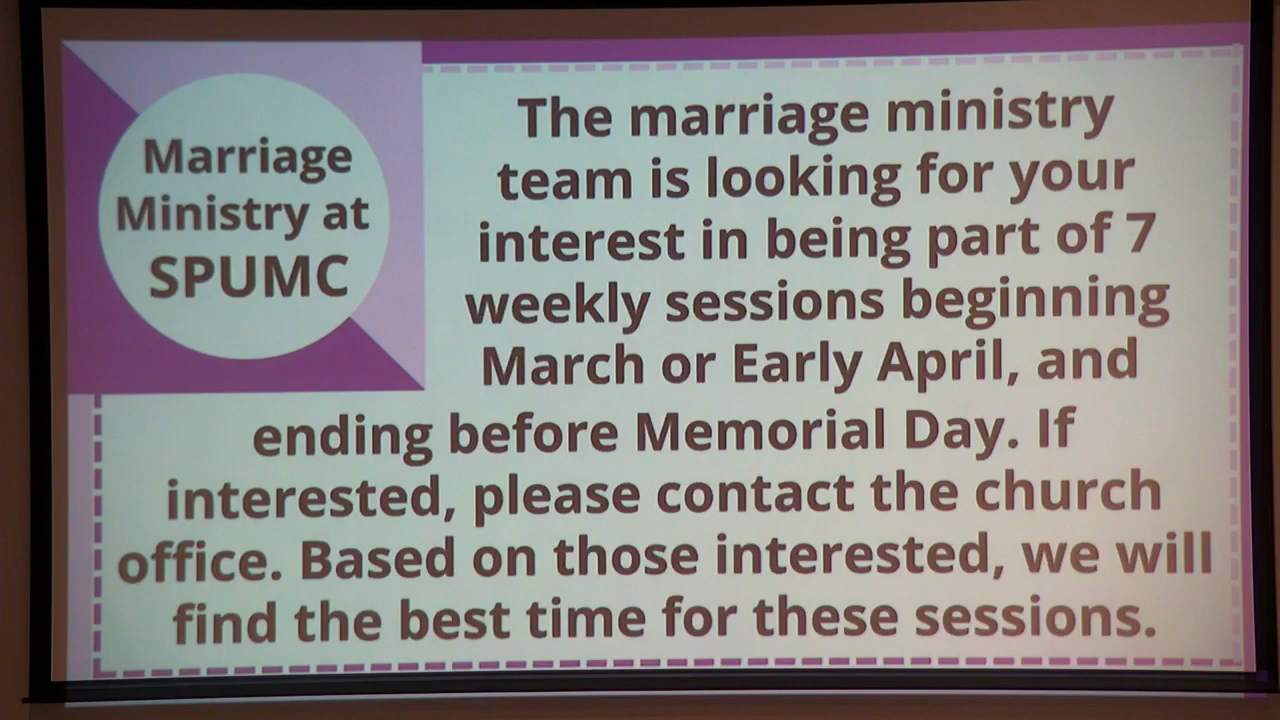 Marriage
Ministry at
SPUMC
The marriage ministry
team is looking for your
interest in being part of 7
weekly sessions beginning
March or Early April, and
ending before Memorial Day. If
interested, please contact the church
office. Based on those interested, we will
find the best time for these sessions.